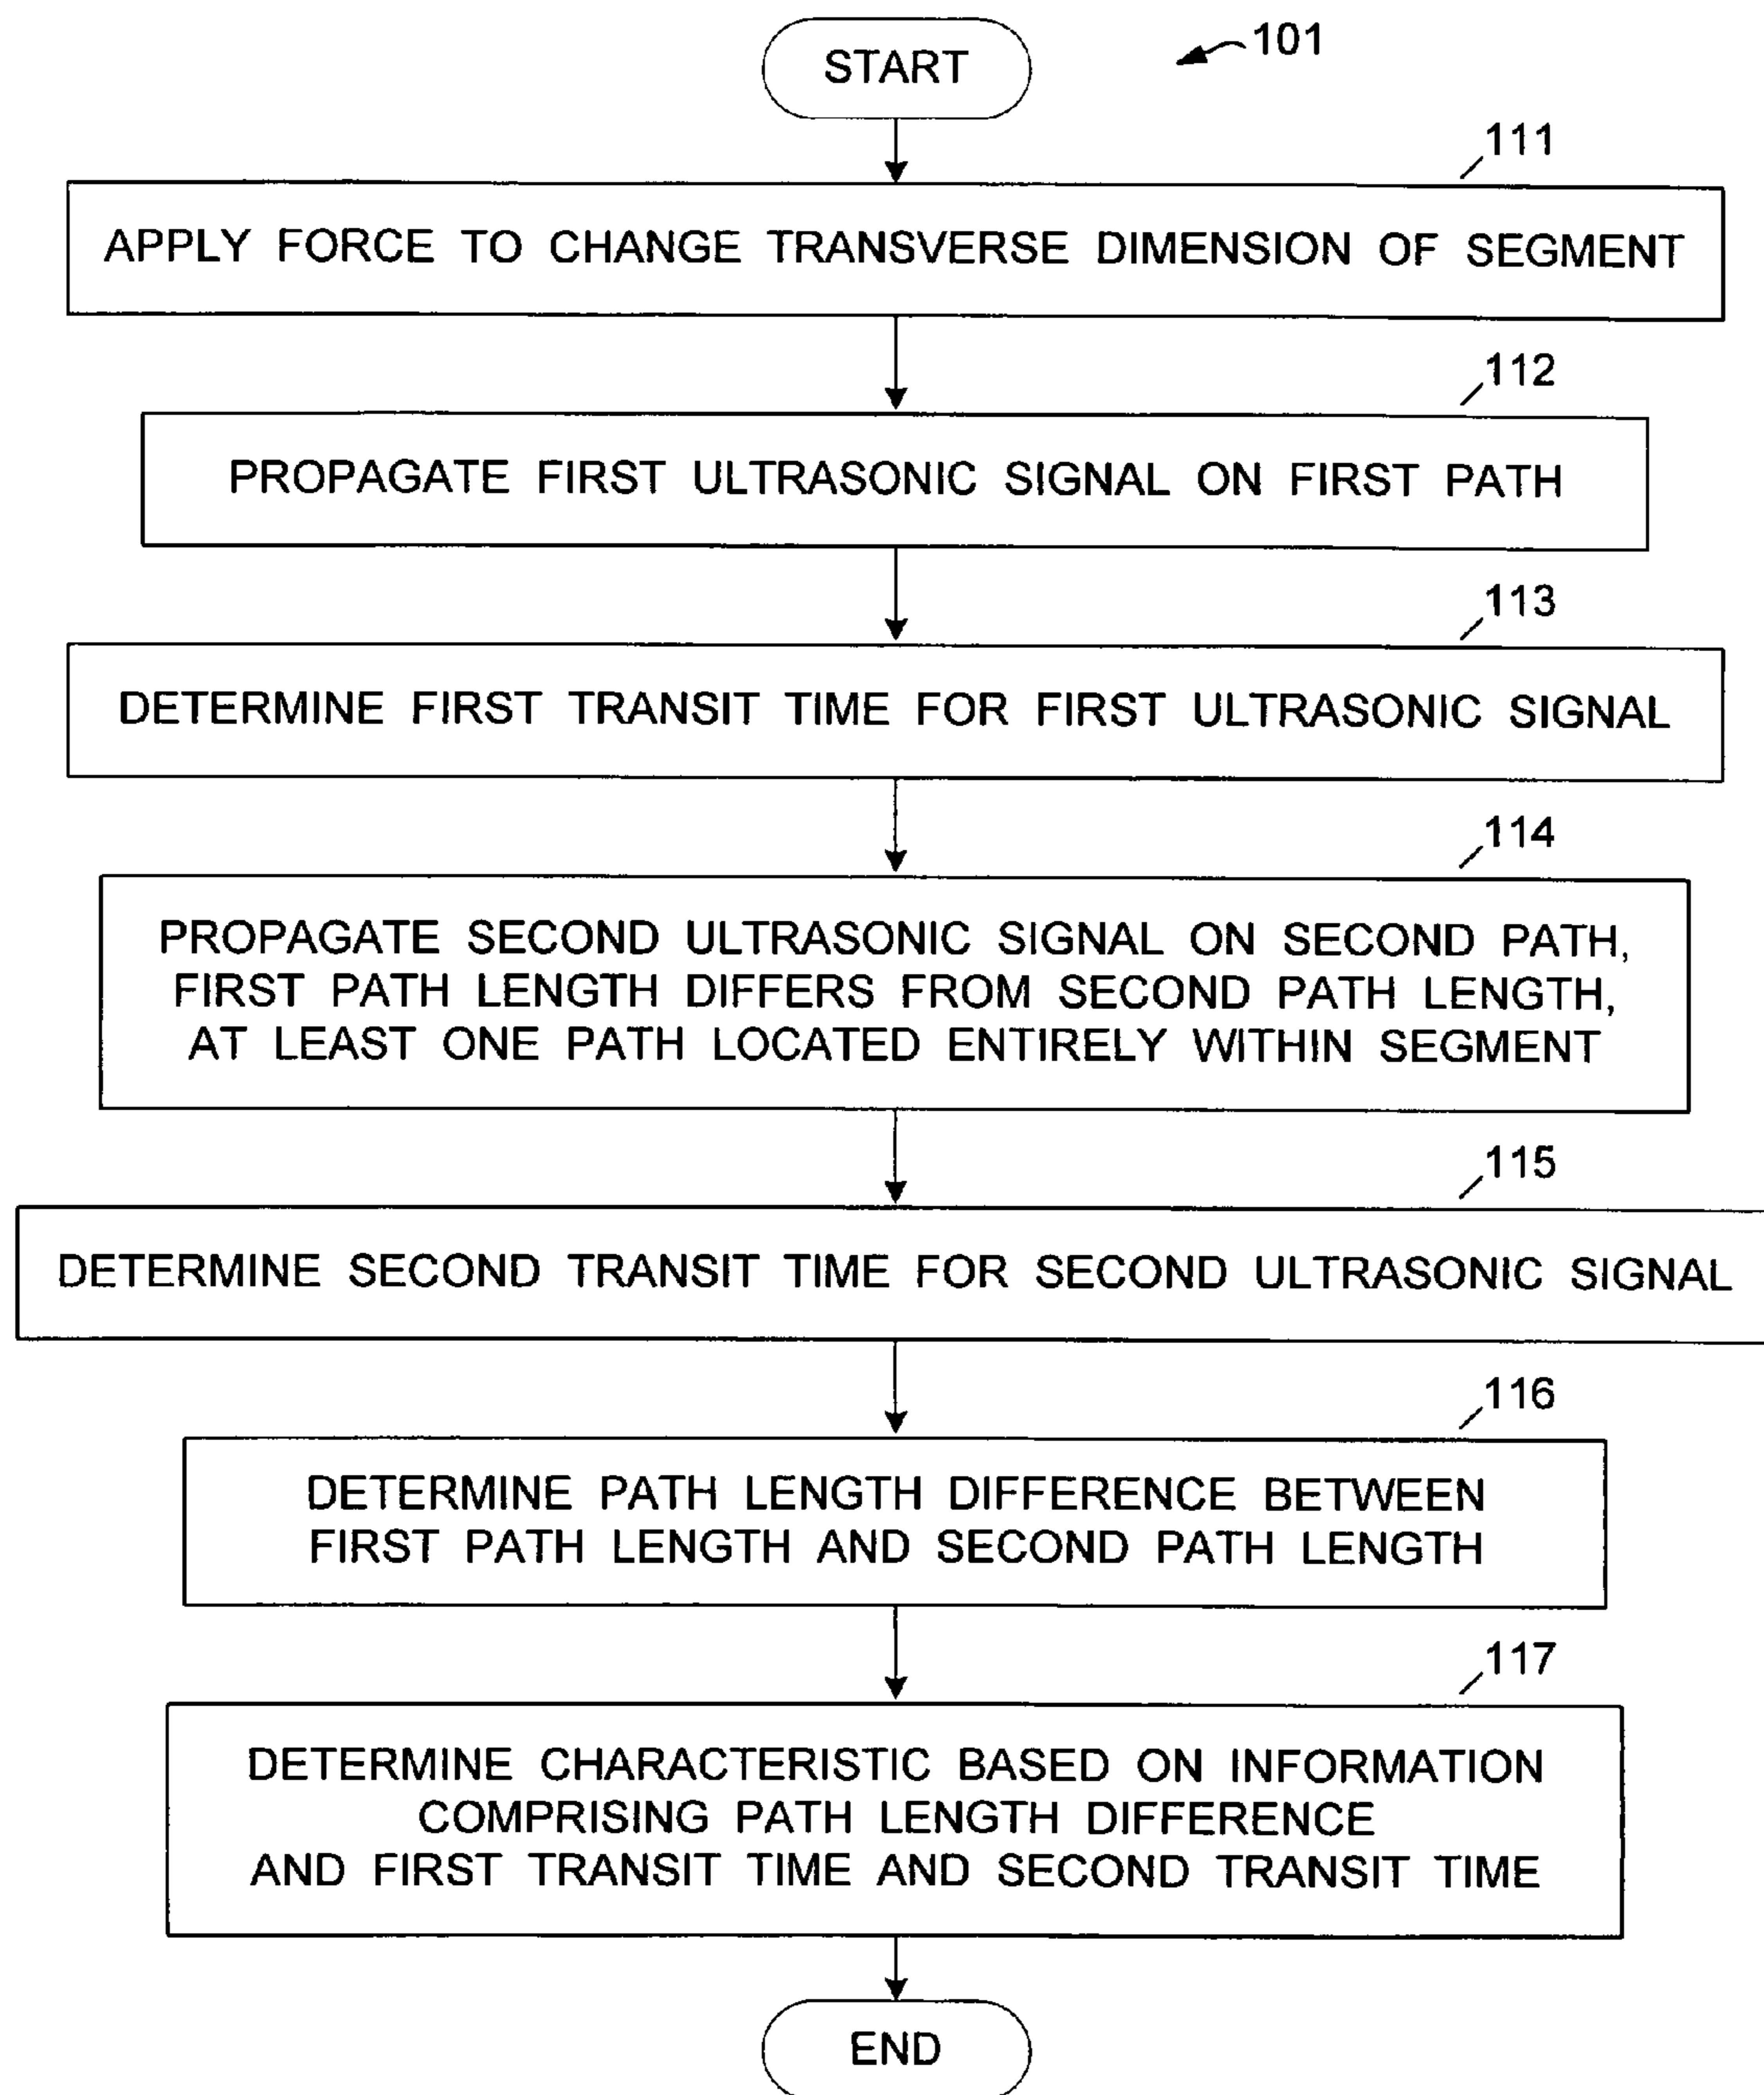 START
101
111
APPLY FORCE TO CHANGE TRANSVERSE DIMENSION OF SEGMENT
112
PROPAGATE FIRST ULTRASONIC SIGNAL ON FIRST PATH
113
DETERMINE FIRST TRANSIT TIME FOR FIRST ULTRASONIC SIGNAL
114
PROPAGATE SECOND ULTRASONIC SIGNAL ON SECOND PATH,
FIRST PATH LENGTH DIFFERS FROM SECOND PATH LENGTH,
AT LEAST ONE PATH LOCATED ENTIRELY WITHIN SEGMENT
115
DETERMINE SECOND TRANSIT TIME FOR SECOND ULTRASONIC SIGNAL
116
DETERMINE PATH LENGTH DIFFERENCE BETWEEN
FIRST PATH LENGTH AND SECOND PATH LENGTH
117
DETERMINE CHARACTERISTIC BASED ON INFORMATION
COMPRISING PATH LENGTH DIFFERENCE
AND FIRST TRANSIT TIME AND SECOND TRANSIT TIME
END